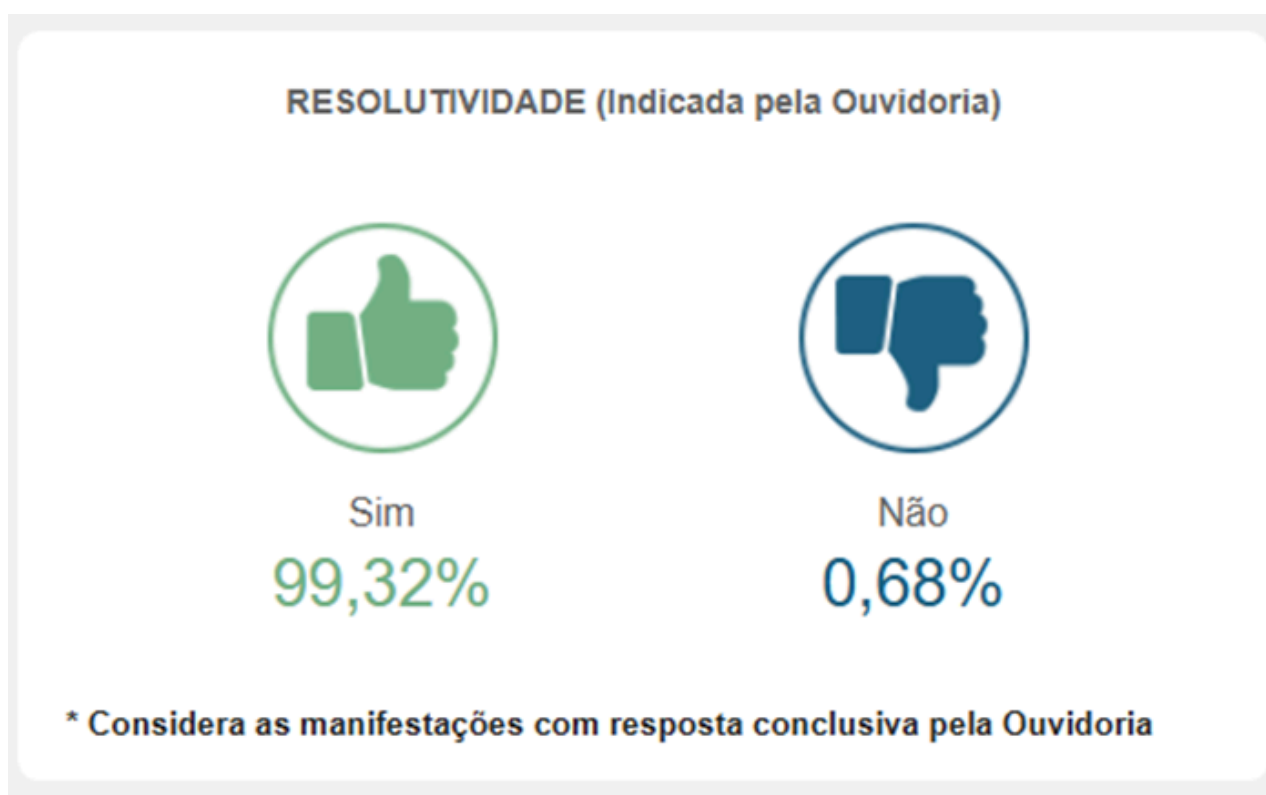 RESOLUTIVIDADE (Indicada pela Ouvidoria)
Sim
99,32%
Não
0,68%
* Considera as manifestações com resposta conclusiva pela Ouvidoria